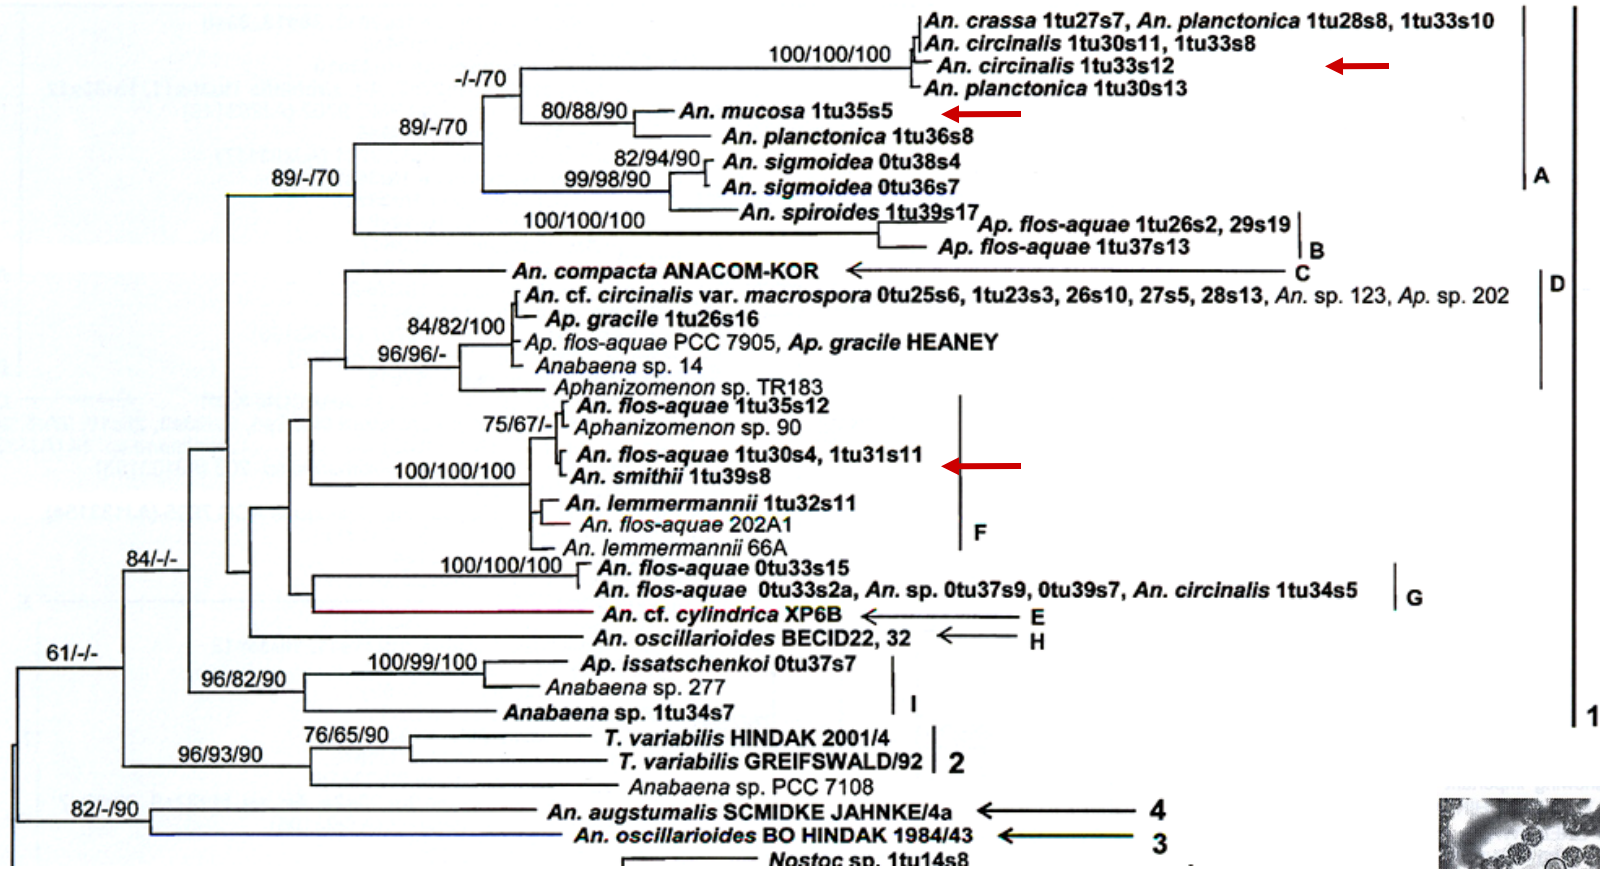 An. crassa 1tu27s7, An. planctonica 1tu28s8, 1tu33s10
An. circinalis 1tu30s11, 1tu33s8
100/100/100
An. circinalis 1tu33s12
-/-/70
An. planctonica 1tu30s13
80/88/90
An. mucosa 1tu35s5
89/-/70
An. planctonica 1tu36s8
82/94/90
An. sigmoidea 0tu38s4
A
89/-/70
99/98/90
An. sigmoidea 0tu36s7
An. spiroides 1tu39s17
100/100/100
Ap. flos-aquae 1tu26s2, 29s19
Ap. flos-aquae 1tu37s13
B
An. compacta ANACOM-KOR
C
D
An. cf. circinalis var. macrospora 0tu25s6, 1tu23s3, 26s10, 27s5, 28s13, An. sp. 123, Ap. sp. 202
84/82/100
Ap. gracile 1tu26s16
Ap. flos-aquae PCC 7905, Ap. gracile HEANEY
96/96/-
Anabaena sp. 14
Aphanizomenon sp. TR183
An. flos-aquae 1tu35s12
75/67/-
Aphanizomenon sp. 90
An. flos-aquae 1tu30s4, 1tu31s11
100/100/100
An. smithii 1tu39s8
An. lemmermannii 1tu32s11
An. flos-aquae 202A1
F
An. lemmermannii 66A
84/-/-
100/100/100
An. flos-aquae 0tu33s15
An. flos-aquae 0tu33s2a, An. sp. 0tu37s9, 0tu39s7, An. circinalis 1tu34s5
G
An. cf. cylindrica XP6B
E
An. oscillarioides BECID22, 32
H
61/-/-
100/99/100
Ap. issatschenkoi 0tu37s7
96/82/90
Anabaena sp. 277
I
Anabaena sp. 1tu34s7
1
76/65/90
T. variabilis HINDAK 2001/4
96/93/90
T. variabilis GREIFSWALD/92
2
Anabaena sp. PCC 7108
82/-/90
An. augstumalis SCMIDKE JAHNKE/4a
4
An. oscillarioides BO HINDAK 1984/43
3
Nostoc sp. 1tu14s8